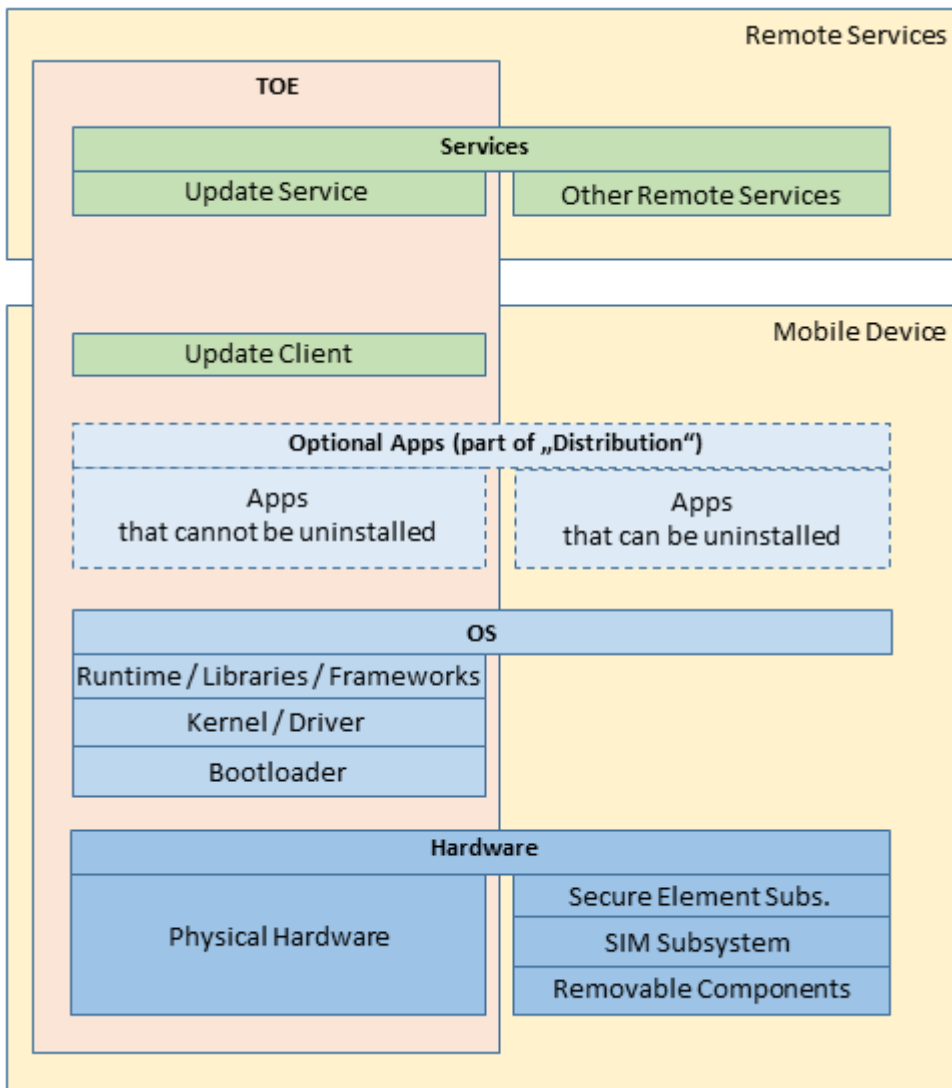 Remote Services
TOE
Services
Update Service
Other Remote Services
Mobile Device
Update Client
Optional Apps (part of „Distribution“)
Apps
that cannot be uninstalled
Apps
that can be uninstalled
OS
Runtime / Libraries / Frameworks
Kernel / Driver
Bootloader
Hardware
Physical Hardware
Secure Element Subs.
SIM Subsystem
Removable Components